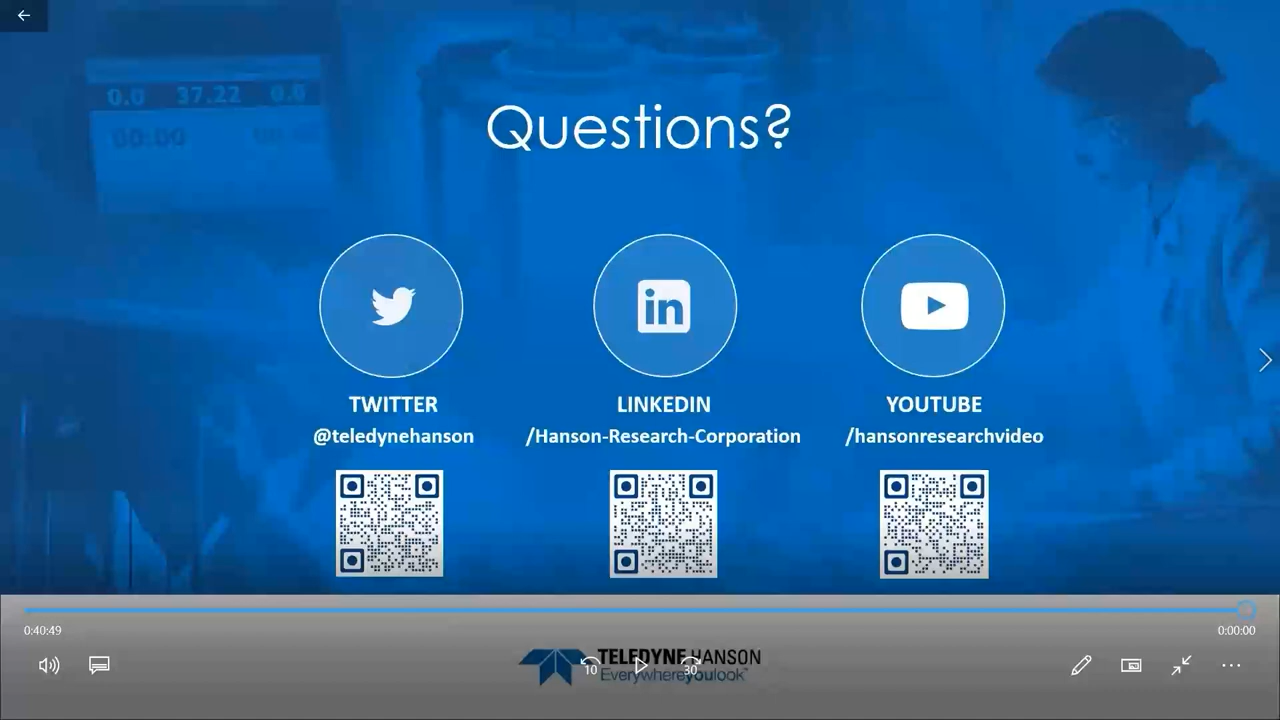 0.0 37.22 0.0
00:00
Questions?
TWITTER
@teledynehanson
LINKEDIN
/Hanson-Research-Corporation
YOUTUBE
/hansonresearchvideo
0:40:49
0:00:00
10
30
TELEDYNE HANSON
Everywhereyoulook™